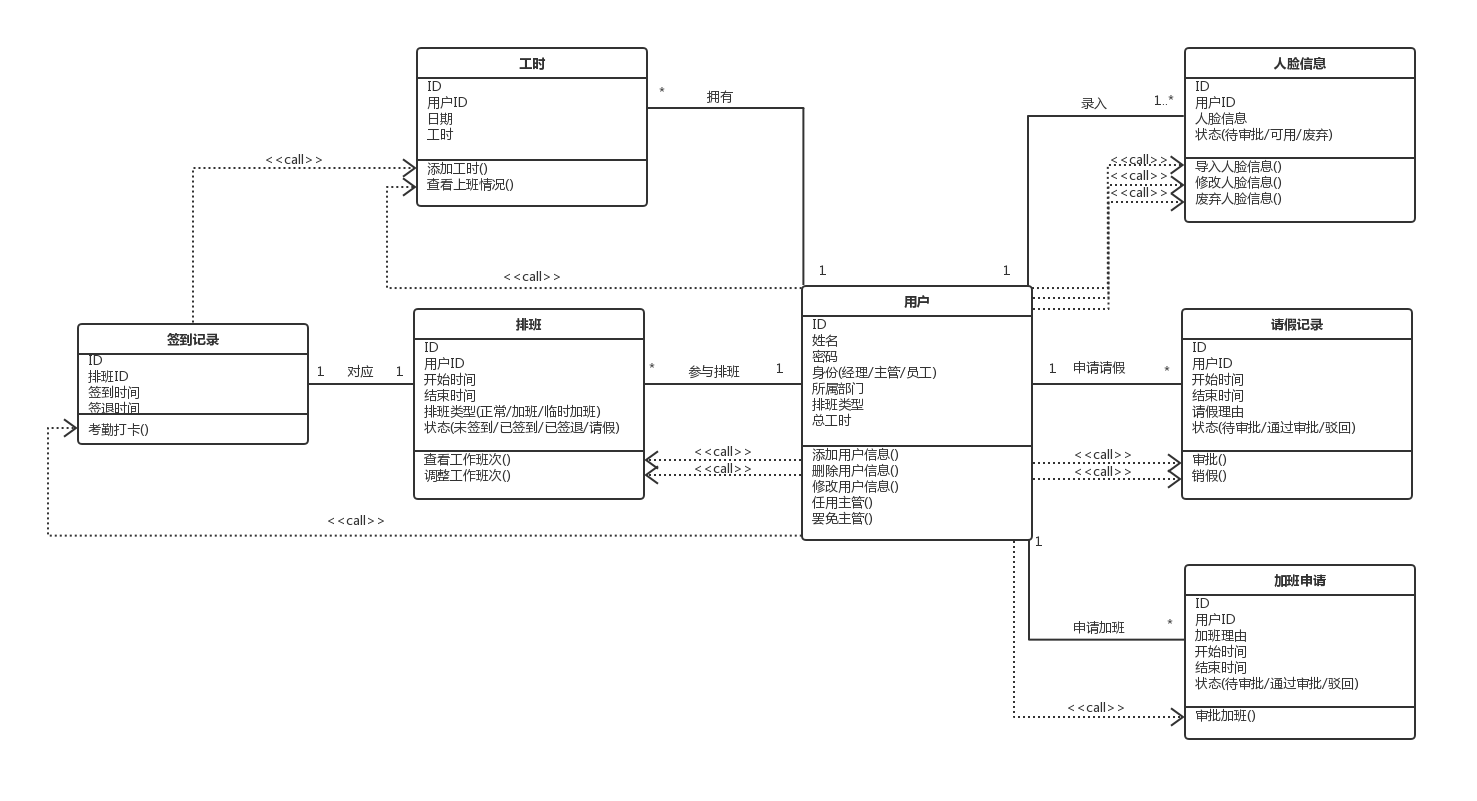 工时
ID
用户ID
日期
工时
添加工时()
查看上班情况()
*
拥有
1
人脸信息
ID
用户ID
人脸信息
状态(待审批/可用/废弃)
导入人脸信息()
修改人脸信息()
废弃人脸信息()
录入
1..*
1
<<call>>
<<call>>
<<call>>
<<call>>
<<call>>
签到记录
ID
排班ID
签到时间
签退时间
考勤打卡()
1
对应
1
排班
ID
用户ID
开始时间
结束时间
排班类型(正常/加班/临时加班)
状态(未签到/已签到/已签退/请假)
查看工作班次()
调整工作班次()
*
参与排班
1
<<call>>
<<call>>
用户
ID
姓名
密码
身份(经理/主管/员工)
所属部门
排班类型
总工时
添加用户信息()
删除用户信息()
修改用户信息()
任用主管()
罢免主管()
1
申请请假
*
<<call>>
<<call>>
请假记录
ID
用户ID
开始时间
结束时间
请假理由
状态(待审批/通过审批/驳回)
审批()
销假()
<<call>>
1
申请加班
*
<<call>>
加班申请
ID
用户ID
加班理由
开始时间
结束时间
状态(待审批/通过审批/驳回)
审批加班()